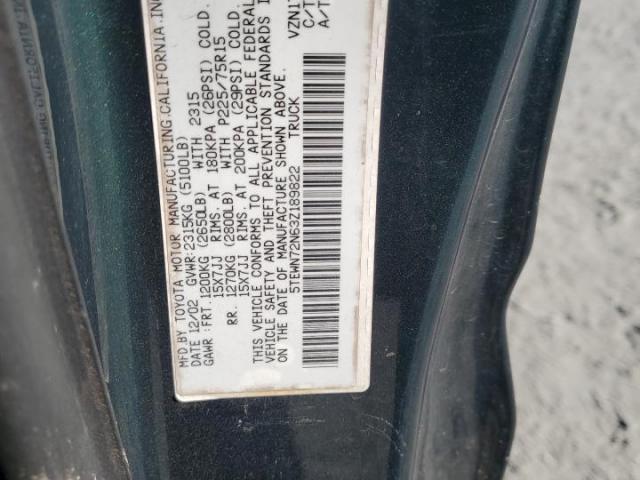 MFD.BY TOYOTA MOTOR MANUFACTURING CALIFORNIA.INC
DATE 12/02 GVWR:2315KG (5100LB)
GAWR :FRT.1200KG (2650LB) WITH 2315
15X7JJ RIMS. AT 180KPA (26PSI) COLD.
RR. 1270KG (2800LB) WITH P225/75R15
15X7JJ RIMS. AT 200KPA (29PSI) COLD.
THIS VEHICLE CONFORMS TO ALL APPLICABLE FEDERAL
VEHICLE SAFETY AND THEFT PREVENTION STANDARDS
ON THE DATE OF MANUFACTURE SHOWN ABOVE.
5TEWN72N63Z189822 TRUCK
VZN1
C/T
A/T